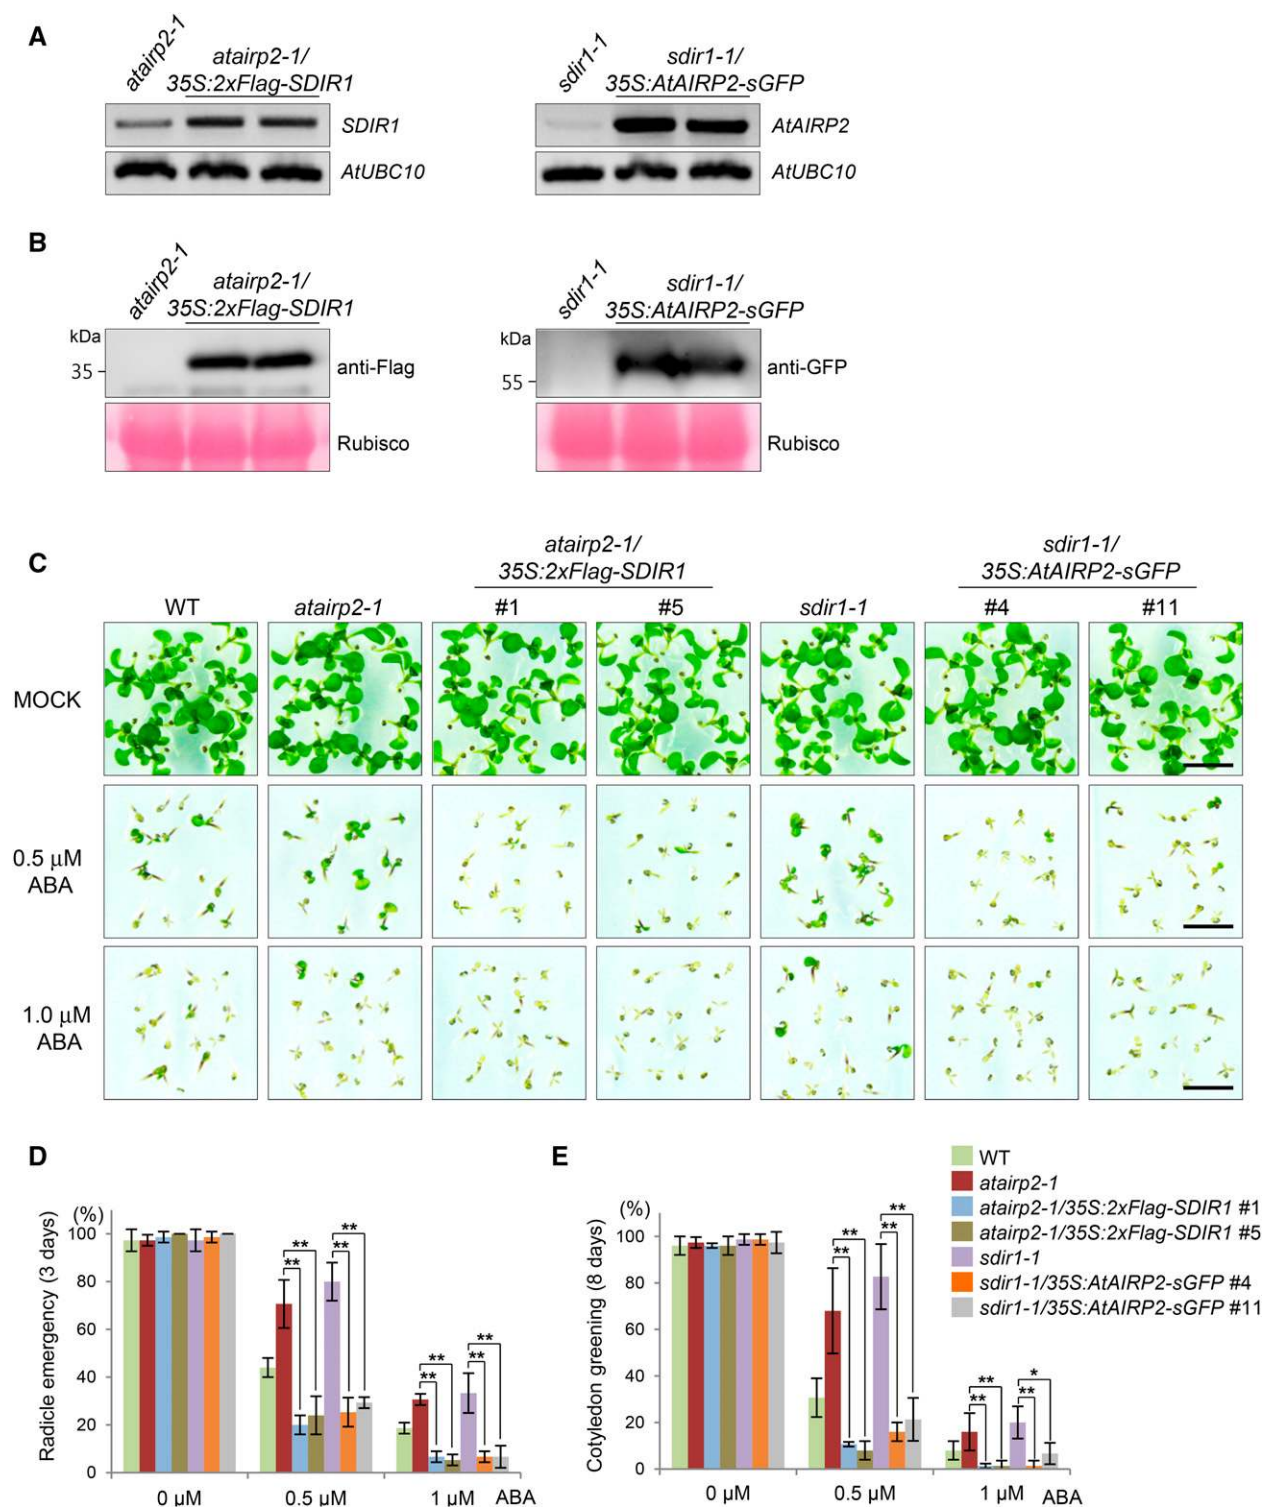 A
atairp2-1
atairp2-1/
35S:2xFlag-SDIR1
SDIR1
AtUBC10
sdir1-1
sdir1-1/
35S:AtAIRP2-sGFP
AtAIRP2
AtUBC10
B
atairp2-1
atairp2-1/
35S:2xFlag-SDIR1
kDa
35
anti-Flag
Rubisco
sdir1-1
sdir1-1/
35S:AtAIRP2-sGFP
kDa
55
anti-GFP
Rubisco
C
atairp2-1/
35S:2xFlag-SDIR1
sdir1-1/
35S:AtAIRP2-sGFP
WT atairp2-1 #1 #5 sdir1-1 #4 #11
MOCK
0.5 μM
ABA
1.0 μM
ABA
D
Radicle emergency (3 days)
(%)
100
80
60
40
20
0
** ** ** **
** ** ** **
0 μM 0.5 μM 1 μM ABA
E
Cotyledon greening (8 days)
(%)
100
80
60
40
20
0
** ** ** **
** ** ** *
0 μM 0.5 μM 1 μM ABA
WT
atairp2-1
atairp2-1/35S:2xFlag-SDIR1 #1
atairp2-1/35S:2xFlag-SDIR1 #5
sdir1-1
sdir1-1/35S:AtAIRP2-sGFP #4
sdir1-1/35S:AtAIRP2-sGFP #11